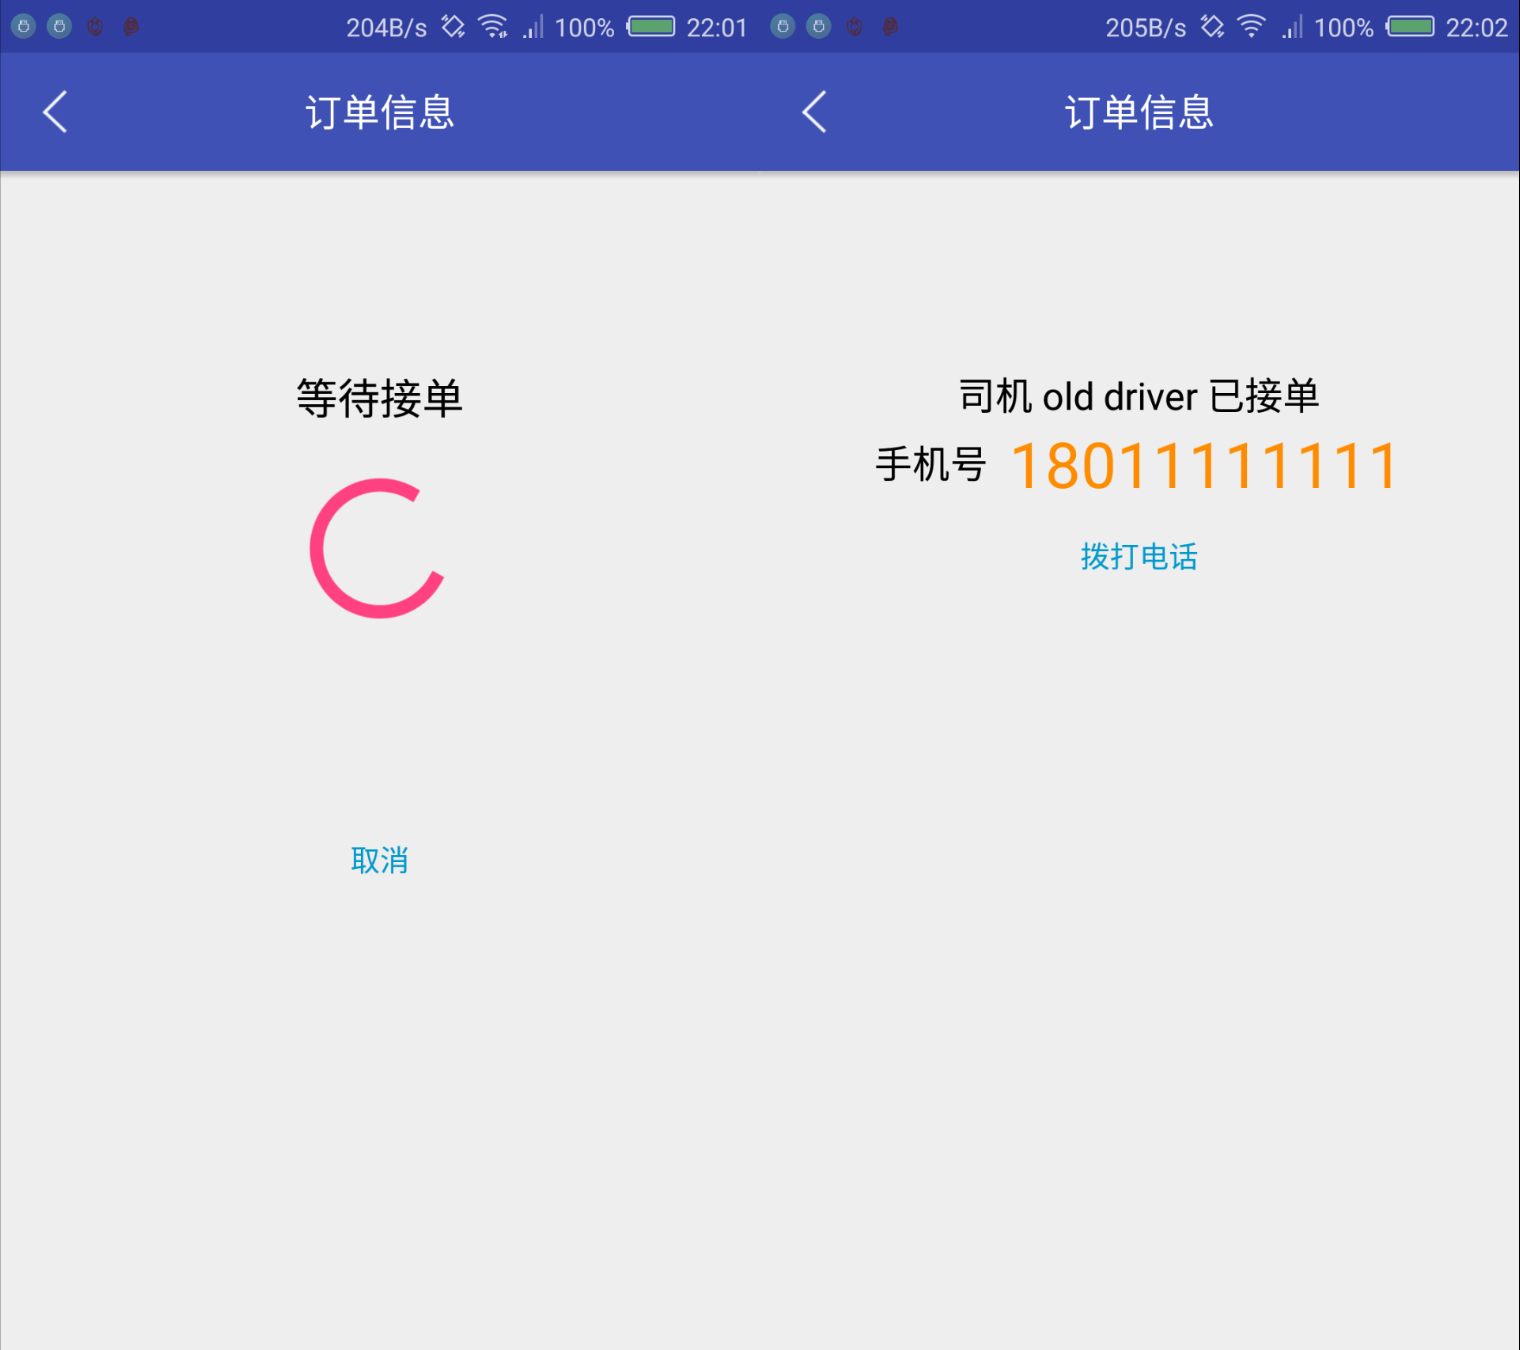 204B/s 100% 22:01
订单信息
等待接单
取消
205B/s 100% 22:02
订单信息
司机 old driver 已接单
手机号 18011111111
拨打电话